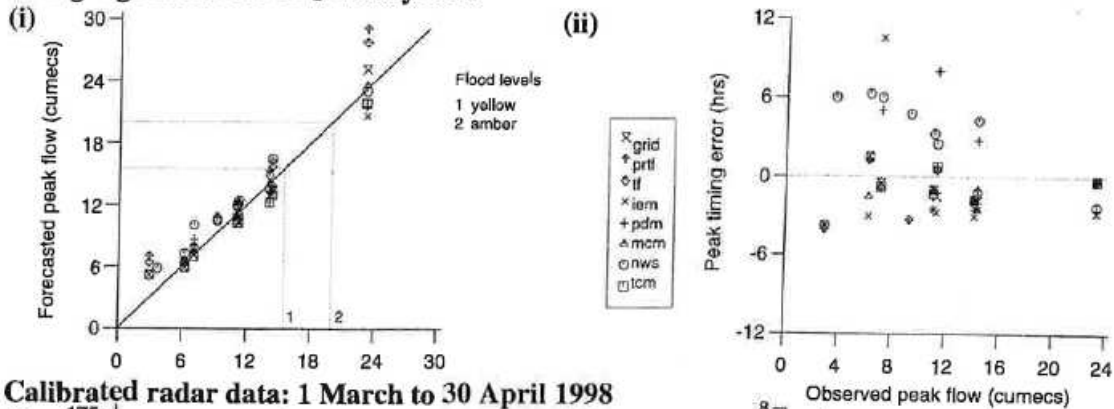 (i)
30
24
18
12
6
0
Forecasted peak flow (cumecs)
0 6 12 18 24 30
1 2
Flood levels
1 yellow
2 amber
grid
prtf
tf
iem
pdm
mcm
nws
tcm
(ii)
12
6
0
-6
-12
Peak timing error (hrs)
0 4 8 12 16 20 24
Observed peak flow (cumecs)
Calibrated radar data: 1 March to 30 April 1998
175
8